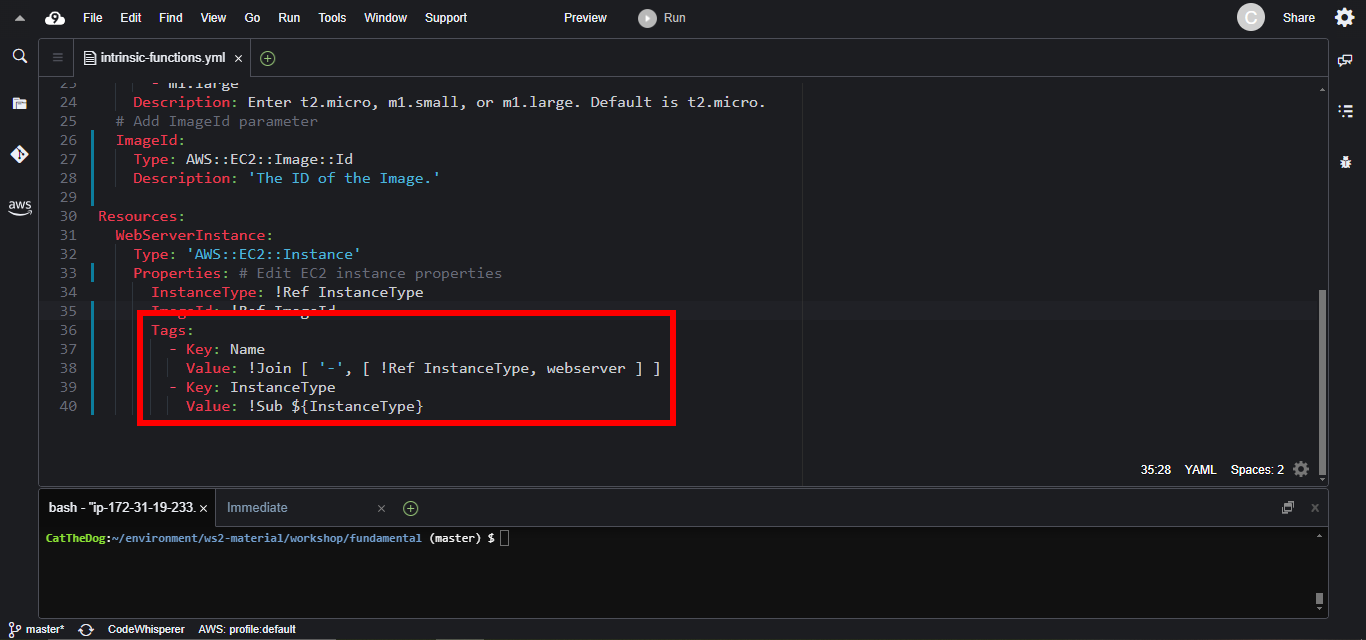 File Edit Find View Go Run Tools Window Support Preview Run C Share
intrinsic-functions.yml
23 - m1.large
24 Description: Enter t2.micro, m1.small, or m1.large. Default is t2.micro.
25 # Add ImageId parameter
26 ImageId:
27 Type: AWS::EC2::Image::Id
28 Description: 'The ID of the Image.'
29
30 Resources:
31 WebServerInstance:
32 Type: 'AWS::EC2::Instance'
33 Properties: # Edit EC2 instance properties
34 InstanceType: !Ref InstanceType
35 ImageId: !Ref ImageId
36 Tags:
37 - Key: Name
38 Value: !Join [ '-', [ !Ref InstanceType, webserver ] ]
39 - Key: InstanceType
40 Value: !Sub ${InstanceType}
aws
35:28 YAML Spaces: 2
bash - "ip-172-31-19-233. Immediate
CatTheDog:~/environment/ws2-material/workshop/fundamental (master) $
master* CodeWhisperer AWS: profile:default